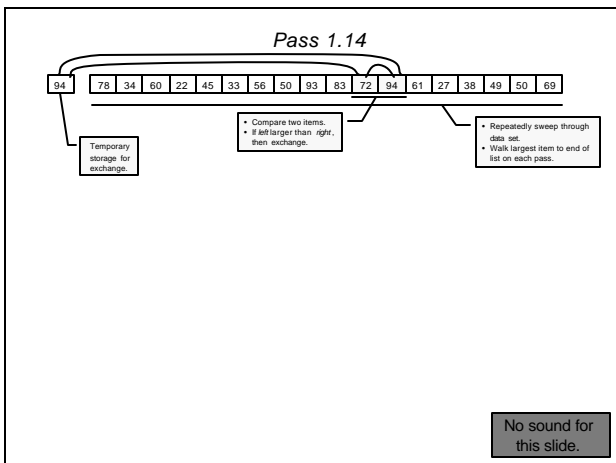 Pass 1.14
94 78 34 60 22 45 33 56 50 93 83 72 94 61 27 38 49 50 69
Temporary
storage for
exchange.
• Compare two items.
• If left larger than right,
then exchange.
• Repeatedly sweep through
data set.
• Walk largest item to end of
list on each pass.
No sound for
this slide.